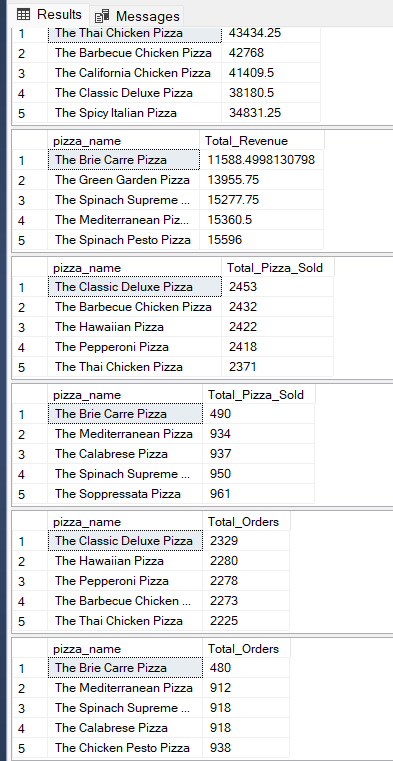 Results Messages
1 The Thai Chicken Pizza 43434.25
2 The Barbecue Chicken Pizza 42768
3 The California Chicken Pizza 41409.5
4 The Classic Deluxe Pizza 38180.5
5 The Spicy Italian Pizza 34831.25
pizza_name Total_Revenue
1 The Brie Carre Pizza 11588.4998130798
2 The Green Garden Pizza 13955.75
3 The Spinach Supreme ... 15277.75
4 The Mediterranean Piz... 15360.5
5 The Spinach Pesto Pizza 15596
pizza_name Total_Pizza_Sold
1 The Classic Deluxe Pizza 2453
2 The Barbecue Chicken Pizza 2432
3 The Hawaiian Pizza 2422
4 The Pepperoni Pizza 2418
5 The Thai Chicken Pizza 2371
pizza_name Total_Pizza_Sold
1 The Brie Carre Pizza 490
2 The Mediterranean Pizza 934
3 The Calabrese Pizza 937
4 The Spinach Supreme ... 950
5 The Soppressata Pizza 961
pizza_name Total_Orders
1 The Classic Deluxe Pizza 2329
2 The Hawaiian Pizza 2280
3 The Pepperoni Pizza 2278
4 The Barbecue Chicken ... 2273
5 The Thai Chicken Pizza 2225
pizza_name Total_Orders
1 The Brie Carre Pizza 480
2 The Mediterranean Pizza 912
3 The Spinach Supreme ... 918
4 The Calabrese Pizza 918
5 The Chicken Pesto Pizza 938